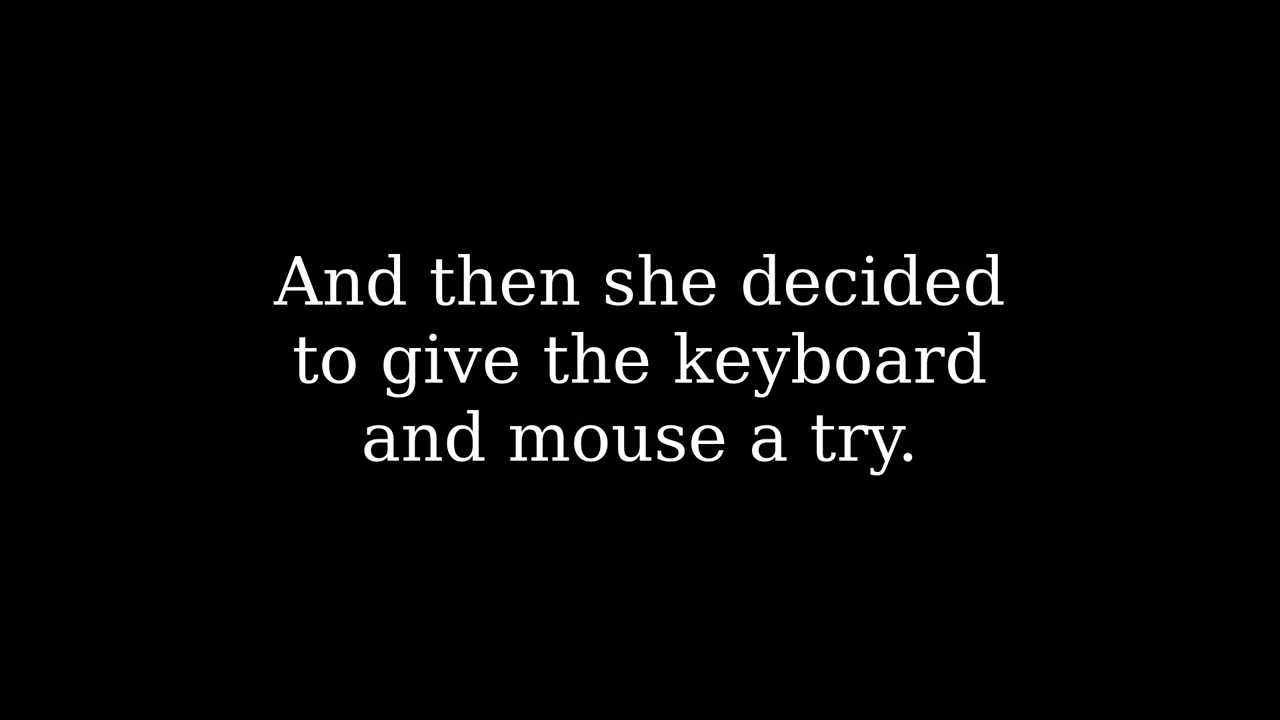 And then she decided
to give the keyboard
and mouse a try.